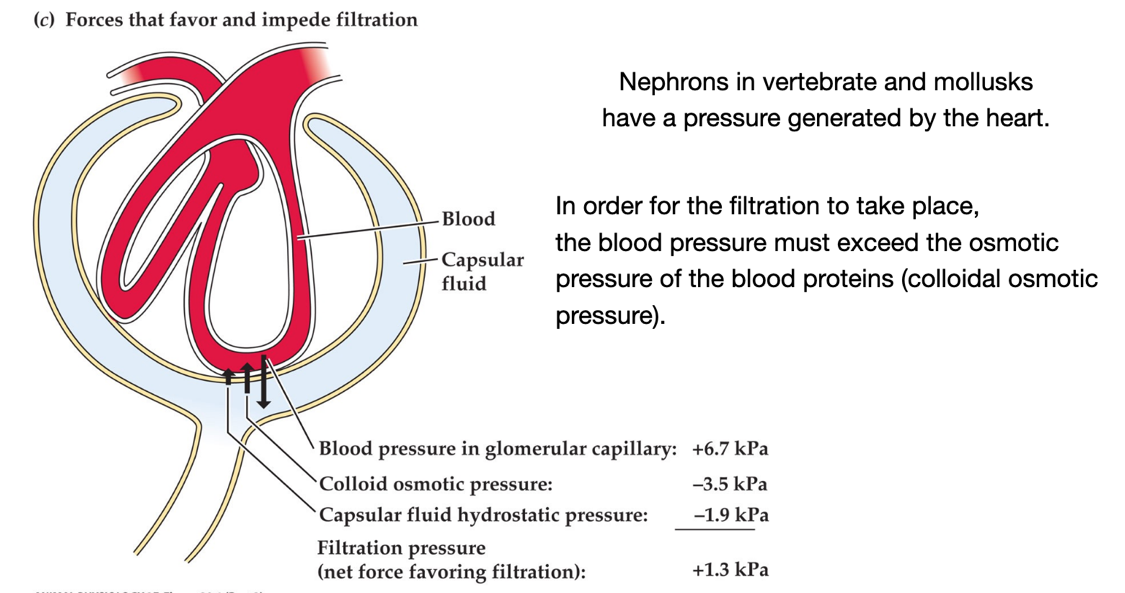 (c) Forces that favor and impede filtration
Nephrons in vertebrate and mollusks
have a pressure generated by the heart.
In order for the filtration to take place,
the blood pressure must exceed the osmotic
pressure of the blood proteins (colloidal osmotic
pressure).
Blood
Capsular
fluid
Blood pressure in glomerular capillary: +6.7 kPa
Colloid osmotic pressure: –3.5 kPa
Capsular fluid hydrostatic pressure: –1.9 kPa
Filtration pressure
(net force favoring filtration): +1.3 kPa